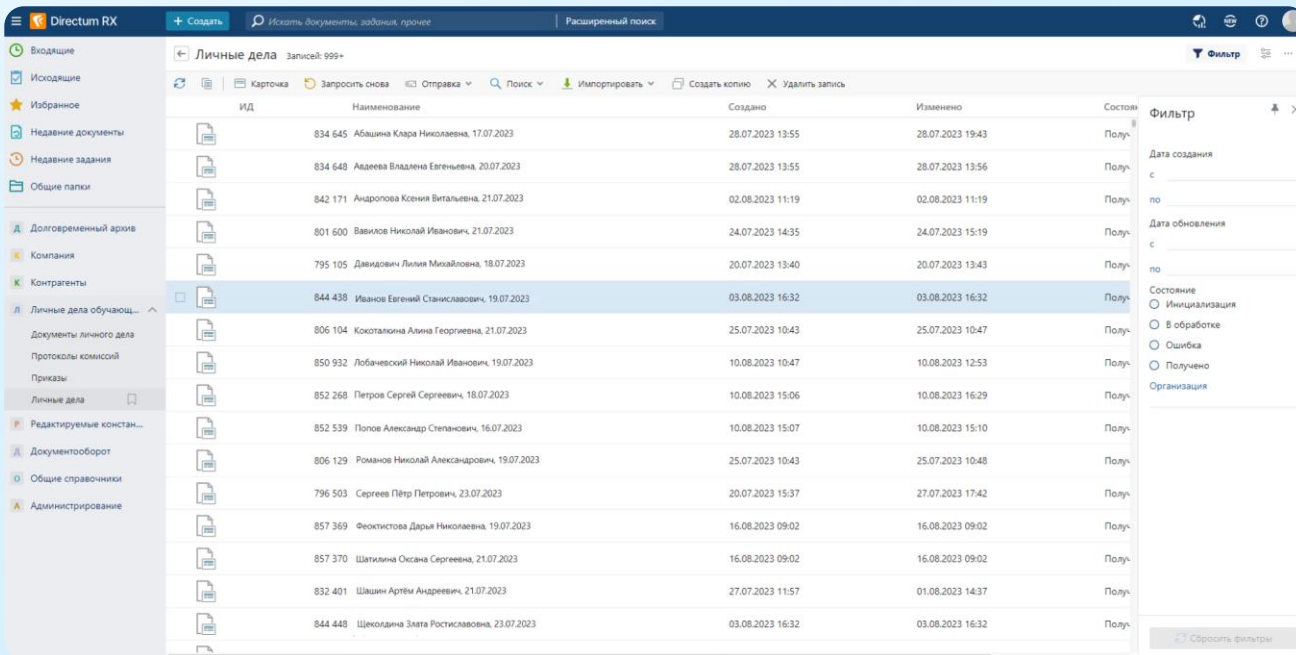 Directum RX
+ Создать
Искать документы, задания, прочее
Расширенный поиск
NEW
?
Входящие
Исходящие
Избранное
Недавние документы
Недавние задания
Общие папки
Д Долговременный архив
К Компания
К Контрагенты
Л Личные дела обучающ...
Документы личного дела
Протоколы комиссий
Приказы
Личные дела
Р Редактируемые констан...
Д Документооборот
О Общие справочники
А Администрирование
Личные дела Записей: 999+
Фильтр
Карточка Запросить снова Отправка Поиск Импортировать Создать копию Удалить запись
ИД Наименование Создано Изменено Состоян
834 645 Абашина Клара Николаевна, 17.07.2023 28.07.2023 13:55 28.07.2023 19:43 Получ
834 648 Авдеева Владлена Евгеньевна, 20.07.2023 28.07.2023 13:55 28.07.2023 13:56 Получ
842 171 Андропова Ксения Витальевна, 21.07.2023 02.08.2023 11:19 02.08.2023 11:19 Получ
801 600 Вавилов Николай Иванович, 21.07.2023 24.07.2023 14:35 24.07.2023 15:19 Получ
795 105 Давидович Лилия Михайловна, 18.07.2023 20.07.2023 13:40 20.07.2023 13:43 Получ
844 438 Иванов Евгений Станиславович, 19.07.2023 03.08.2023 16:32 03.08.2023 16:32 Получ
806 104 Кокоталкина Алина Георгиевна, 21.07.2023 25.07.2023 10:43 25.07.2023 10:47 Получ
850 932 Лобачевский Николай Иванович, 19.07.2023 10.08.2023 10:47 10.08.2023 12:53 Получ
852 268 Петров Сергей Сергеевич, 18.07.2023 10.08.2023 15:06 10.08.2023 16:29 Получ
852 539 Попов Александр Степанович, 16.07.2023 10.08.2023 15:07 10.08.2023 15:10 Получ
806 129 Романов Николай Александрович, 19.07.2023 25.07.2023 10:43 25.07.2023 10:48 Получ
796 503 Сергеев Пётр Петрович, 23.07.2023 20.07.2023 15:37 27.07.2023 17:42 Получ
857 369 Феоктистова Дарья Николаевна, 19.07.2023 16.08.2023 09:02 16.08.2023 09:02 Получ
857 370 Шатилина Оксана Сергеевна, 21.07.2023 16.08.2023 09:02 16.08.2023 09:02 Получ
832 401 Шашин Артём Андреевич, 21.07.2023 27.07.2023 11:57 01.08.2023 14:37 Получ
844 448 Щеколдина Злата Ростиславовна, 23.07.2023 03.08.2023 16:32 03.08.2023 16:32 Получ
Фильтр
Дата создания
с
по
Дата обновления
с
по
Состояние
Инициализация
В обработке
Ошибка
Получено
Организация
Сбросить фильтры